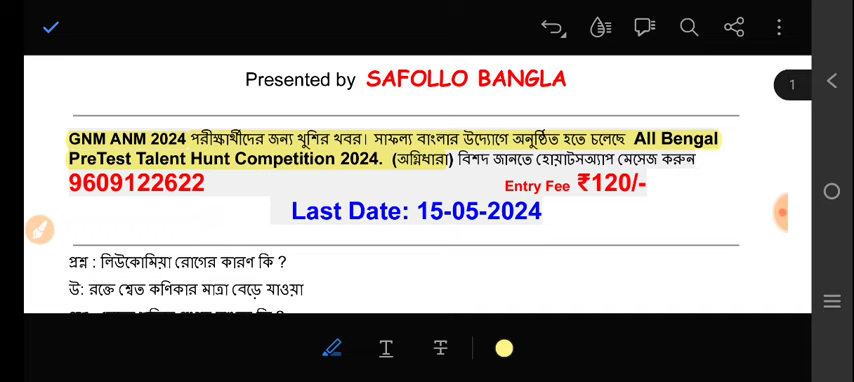 Presented by SAFOLLO BANGLA
1
GNM ANM 2024 পরীক্ষার্থীদের জন্য খুশির খবর। সাফল্য বাংলার উদ্যোগে অনুষ্ঠিত হতে চলেছে All Bengal
PreTest Talent Hunt Competition 2024. (অগ্নিধারা) বিশদ জানতে হোয়াটসঅ্যাপ মেসেজ করুন
9609122622 Entry Fee ₹120/-
Last Date: 15-05-2024
প্রশ্ন : লিউকোমিয়া রোগের কারণ কি ?
উ: রক্তে শ্বেত কণিকার মাত্রা বেড়ে যাওয়া